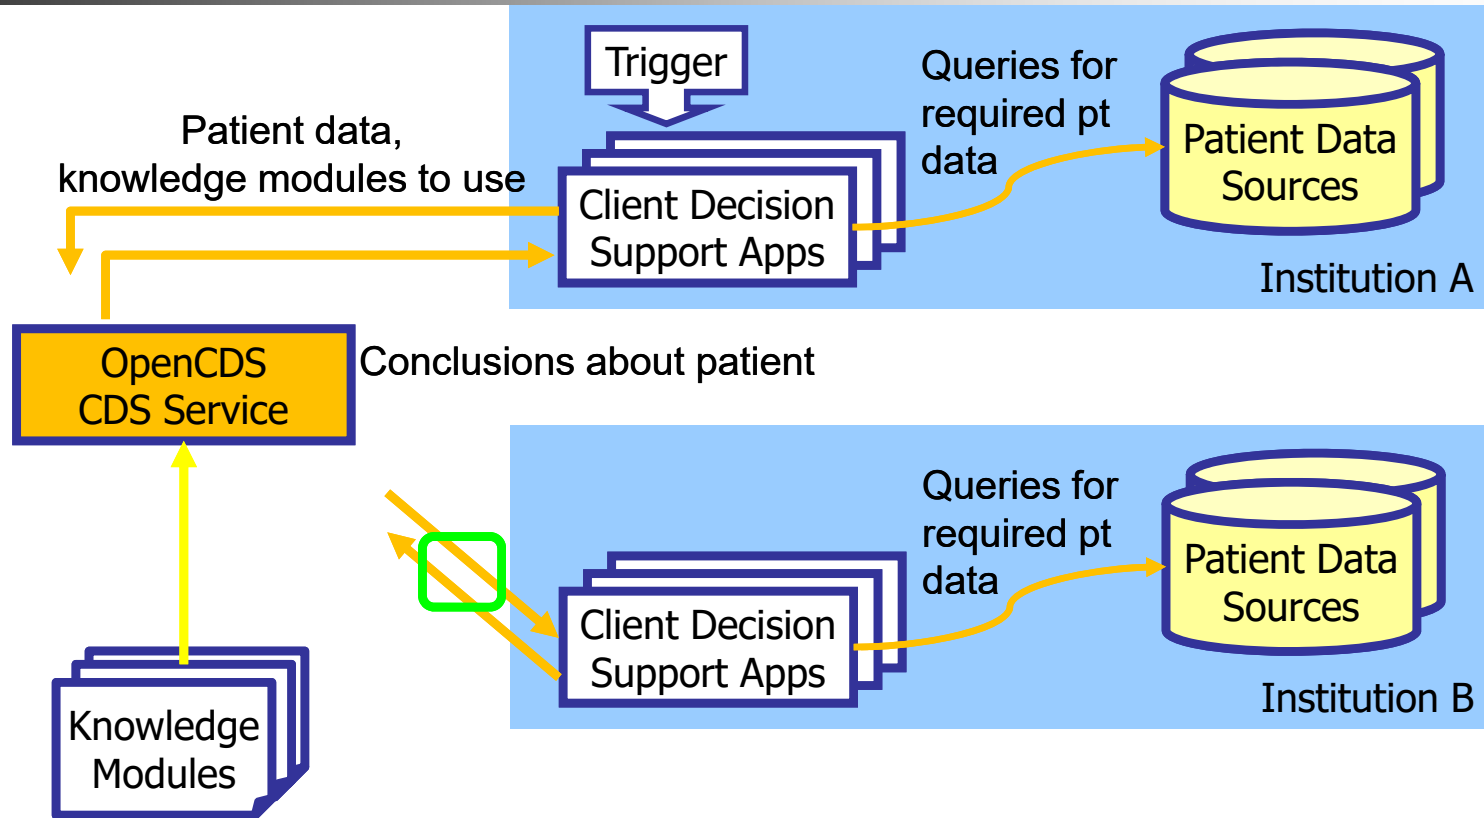 Trigger
Queries for
required pt
data
Patient Data
Sources
Patient data,
knowledge modules to use
Client Decision
Support Apps
Institution A
OpenCDS
CDS Service
Conclusions about patient
Queries for
required pt
data
Patient Data
Sources
Client Decision
Support Apps
Institution B
Knowledge
Modules